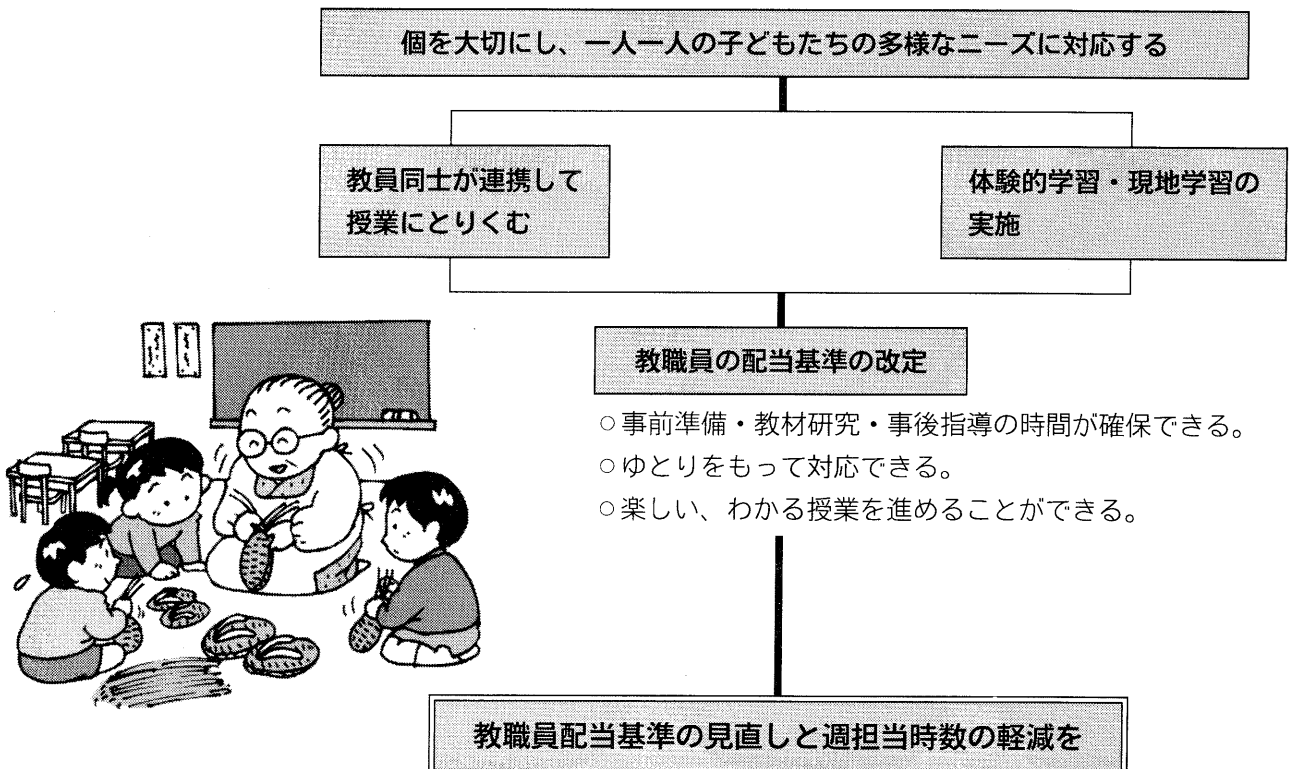 個を大切にし、一人一人の子どもたちの多様なニーズに対応する
教員同士が連携して
授業にとりくむ
体験的学習・現地学習の
実施
教職員の配当基準の改定
○事前準備・教材研究・事後指導の時間が確保できる。
○ゆとりをもって対応できる。
○楽しい、わかる授業を進めることができる。
教職員配当基準の見直しと週担当時数の軽減を